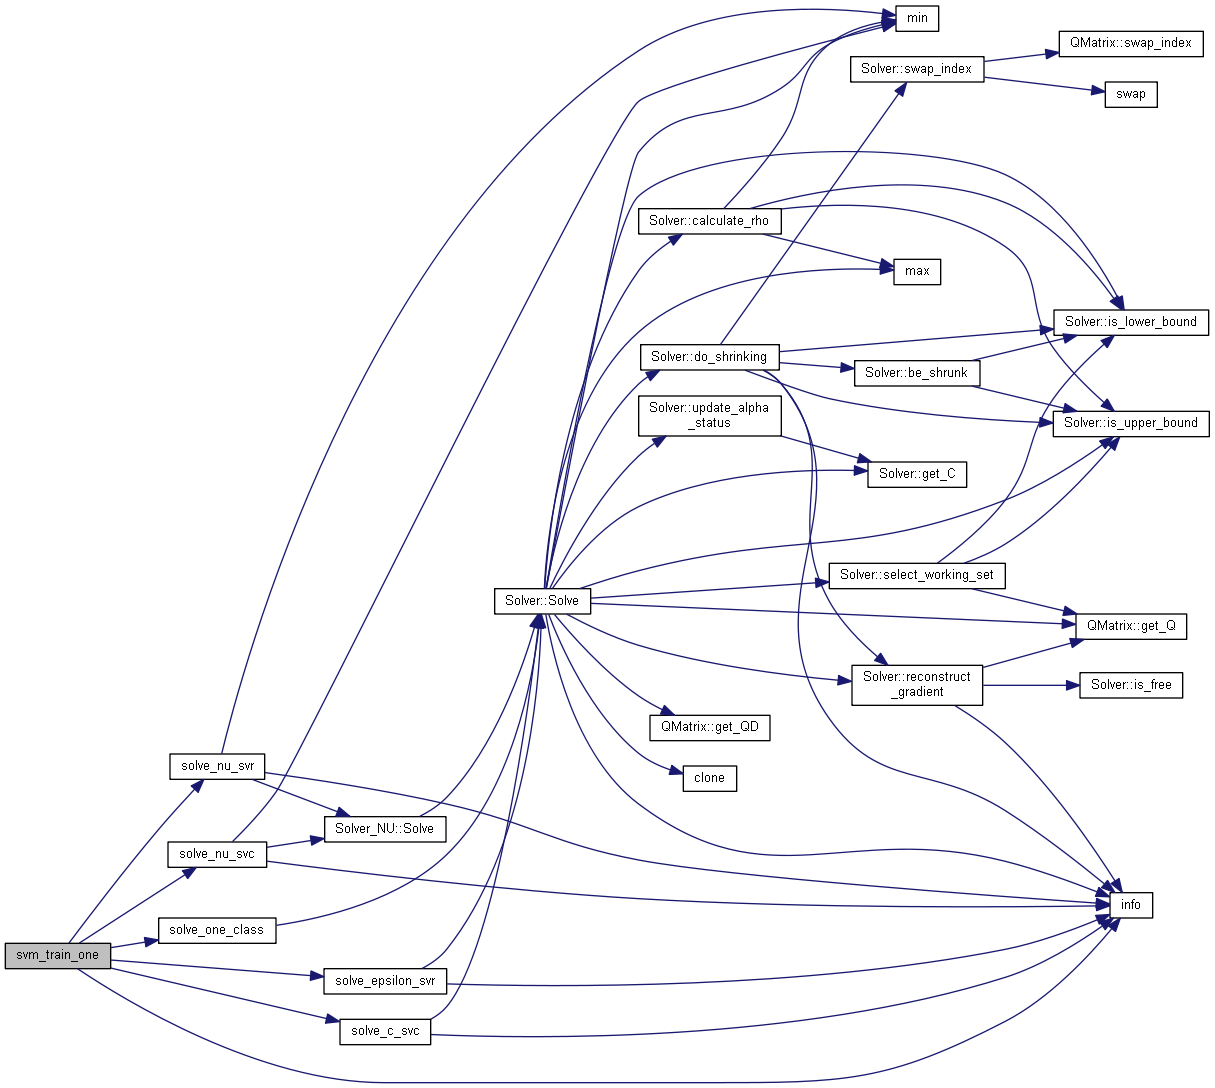 min
QMatrix::swap_index
Solver::swap_index
swap
Solver::calculate_rho
max
Solver::is_lower_bound
Solver::do_shrinking
Solver::be_shrunk
Solver::update_alpha
_status
Solver::is_upper_bound
Solver::get_C
Solver::select_working_set
Solver::Solve
QMatrix::get_Q
Solver::reconstruct
_gradient
Solver::is_free
QMatrix::get_QD
solve_nu_svr
clone
Solver_NU::Solve
solve_nu_svc
info
solve_one_class
svm_train_one
solve_epsilon_svr
solve_c_svc